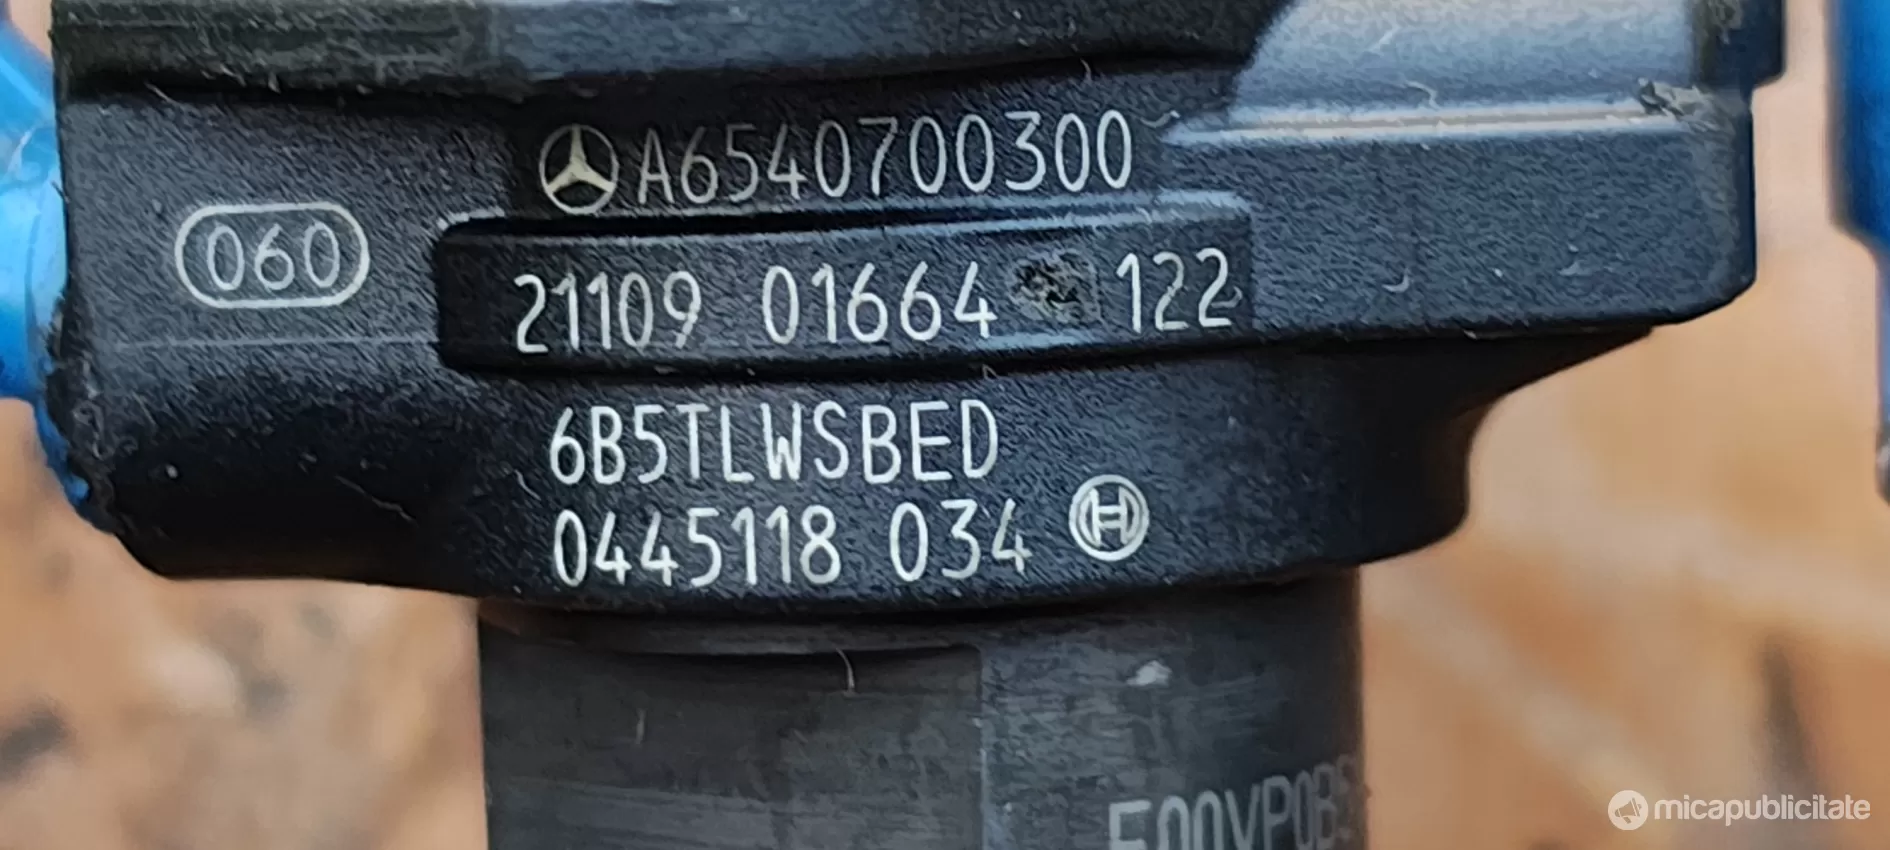 A6540700300
060
21109 01664 122
6B5TLWSBED
0445118 034
micapublicitate